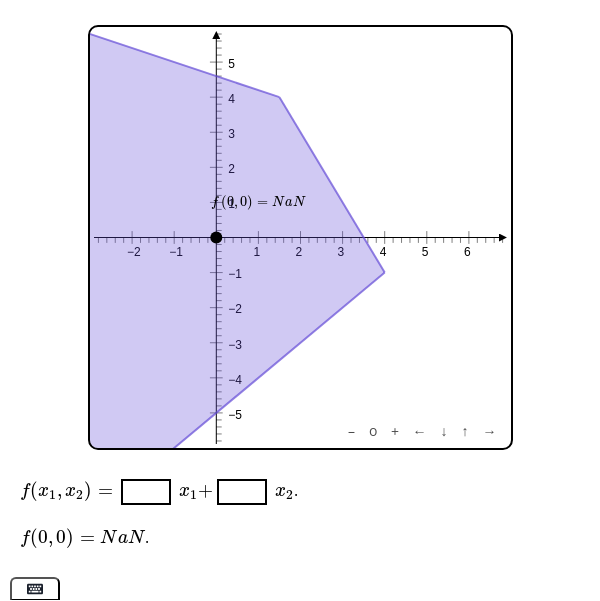 5
4
3
2
1
f(0,0) = NaN
−2 −1 1 2 3 4 5 6
−1
−2
−3
−4
−5
− o + ← ↓ ↑ →
f(x₁, x₂) = x₁+ x₂.
f(0, 0) = NaN.